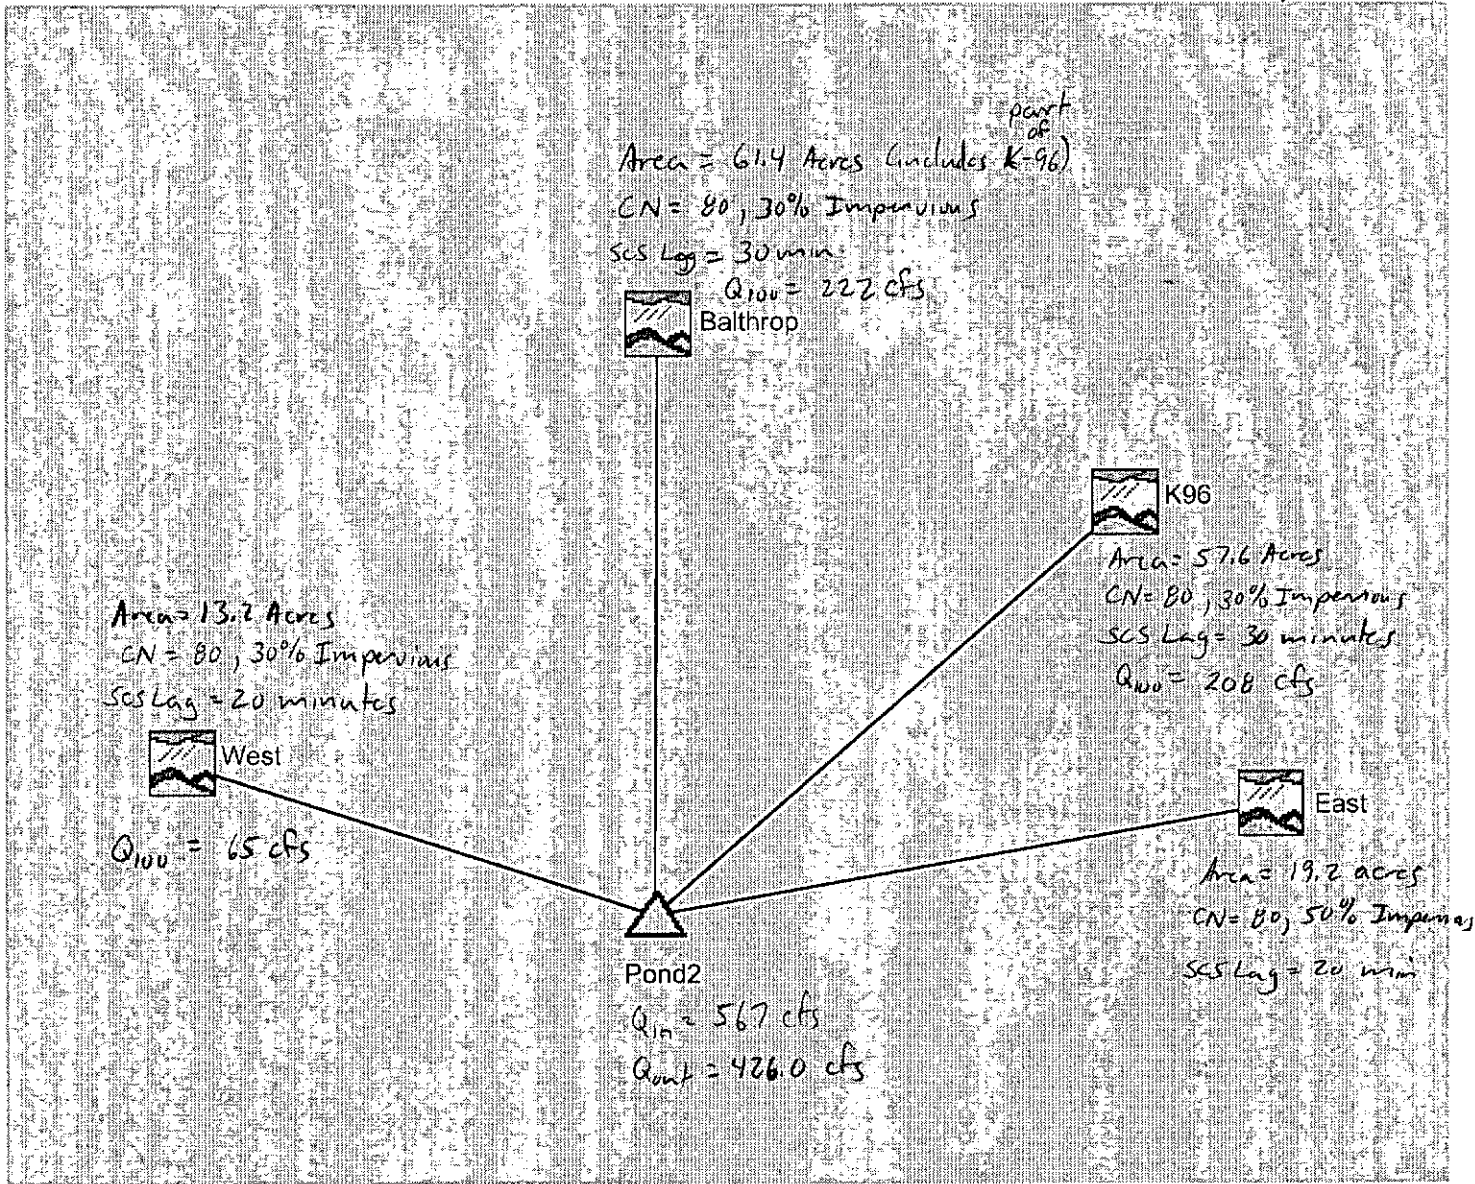 part
of
Area = 61.4 Acres (includes K-96)
CN = 80, 30% Impervious
SCS Lag = 30 min
Q100 = 222 cfs
Balthrop
K96
Area = 57.6 Acres
CN = 80, 30% Impervious
SCS Lag = 30 minutes
Q100 = 208 cfs
Area = 13.2 Acres
CN = 80, 30% Impervious
SCS Lag = 20 minutes
West
Q100 = 65 cfs
East
Area = 19.2 acres
CN = 80, 50% Impervious
SCS Lag = 20 min
Pond2
Qin = 567 cfs
Qout = 426.0 cfs